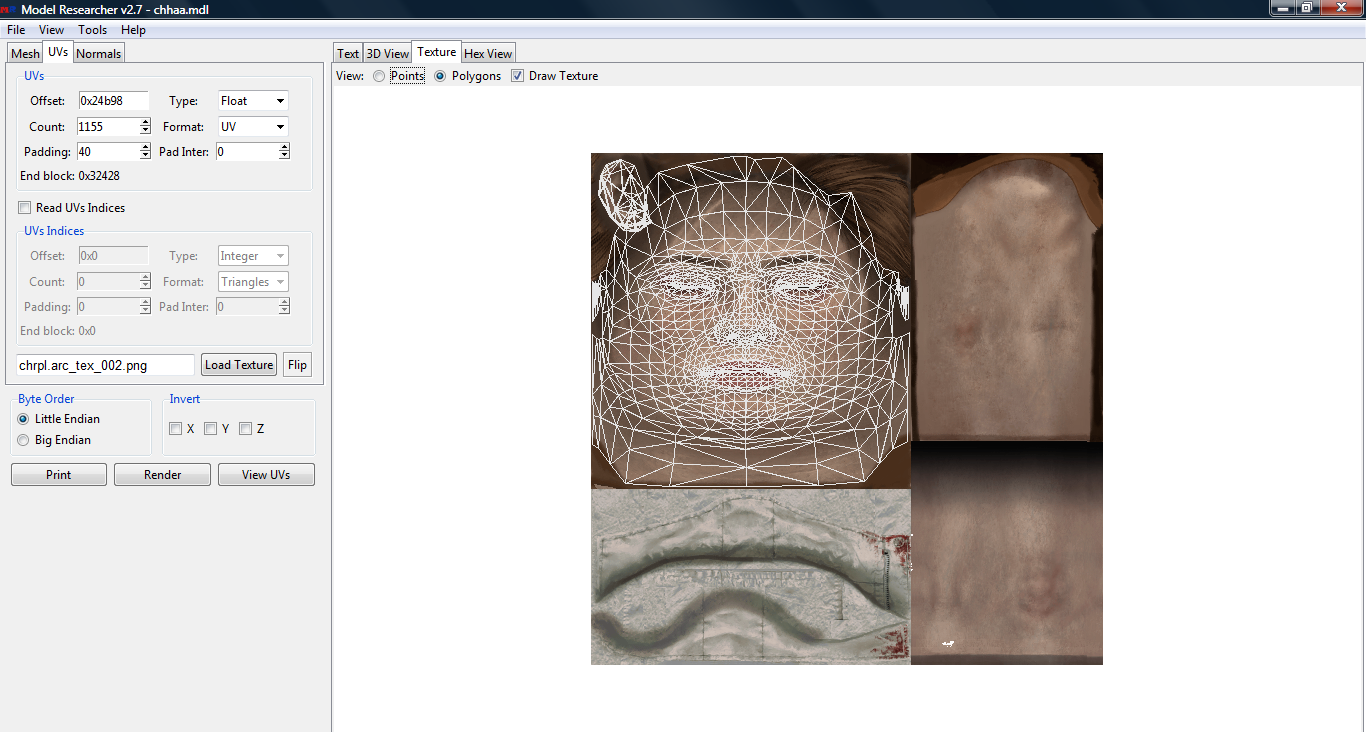 Model Researcher v2.7 - chhaa.mdl
File View Tools Help
Mesh UVs Normals
Text 3D View Texture Hex View
View: Points Polygons Draw Texture
UVs
Offset: 0x24b98 Type: Float
Count: 1155 Format: UV
Padding: 40 Pad Inter: 0
End block: 0x32428
Read UVs Indices
UVs Indices
Offset: 0x0 Type: Integer
Count: 0 Format: Triangles
Padding: 0 Pad Inter: 0
End block: 0x0
chrpl.arc_tex_002.png Load Texture Flip
Byte Order Invert
Little Endian
X Y Z
Big Endian
Print Render View UVs